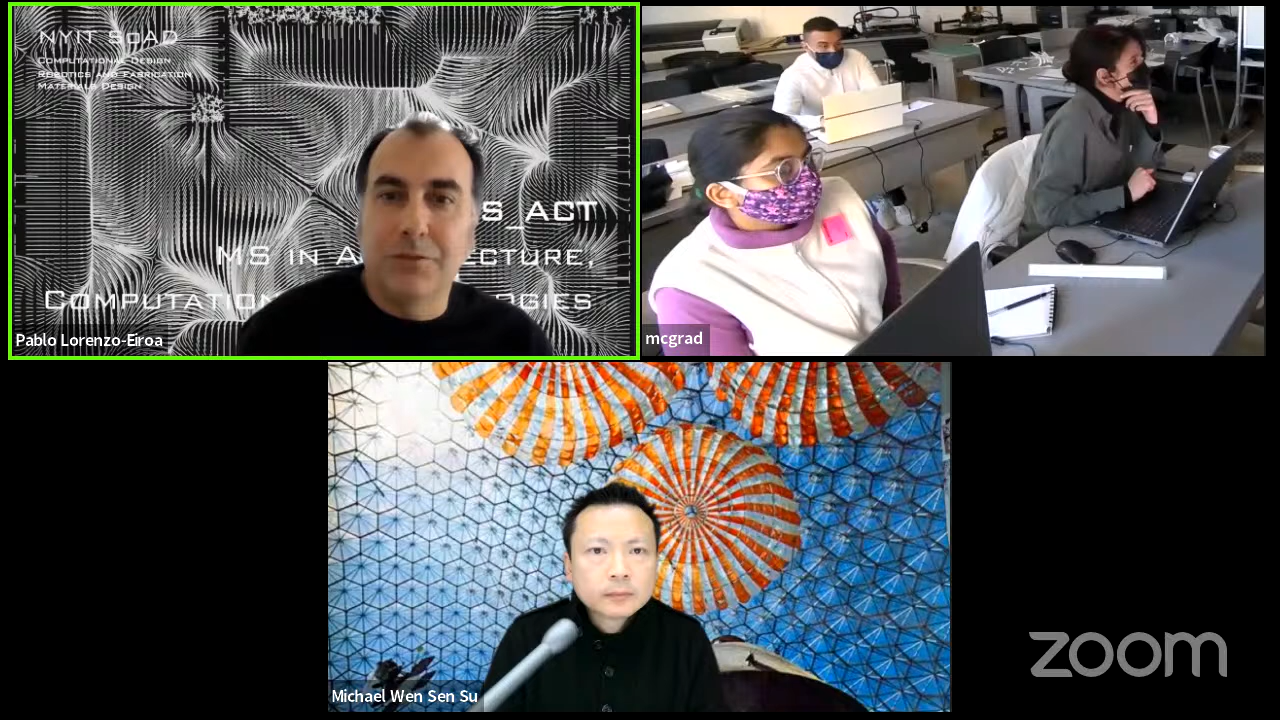 NYIT SoAD
Computational Design
Robotics and Fabrication
Materials Design
S_ACT
MS in A ECTURE,
Computation OGIES
Pablo Lorenzo-Eiroa
mcgrad
Michael Wen Sen Su
zoom